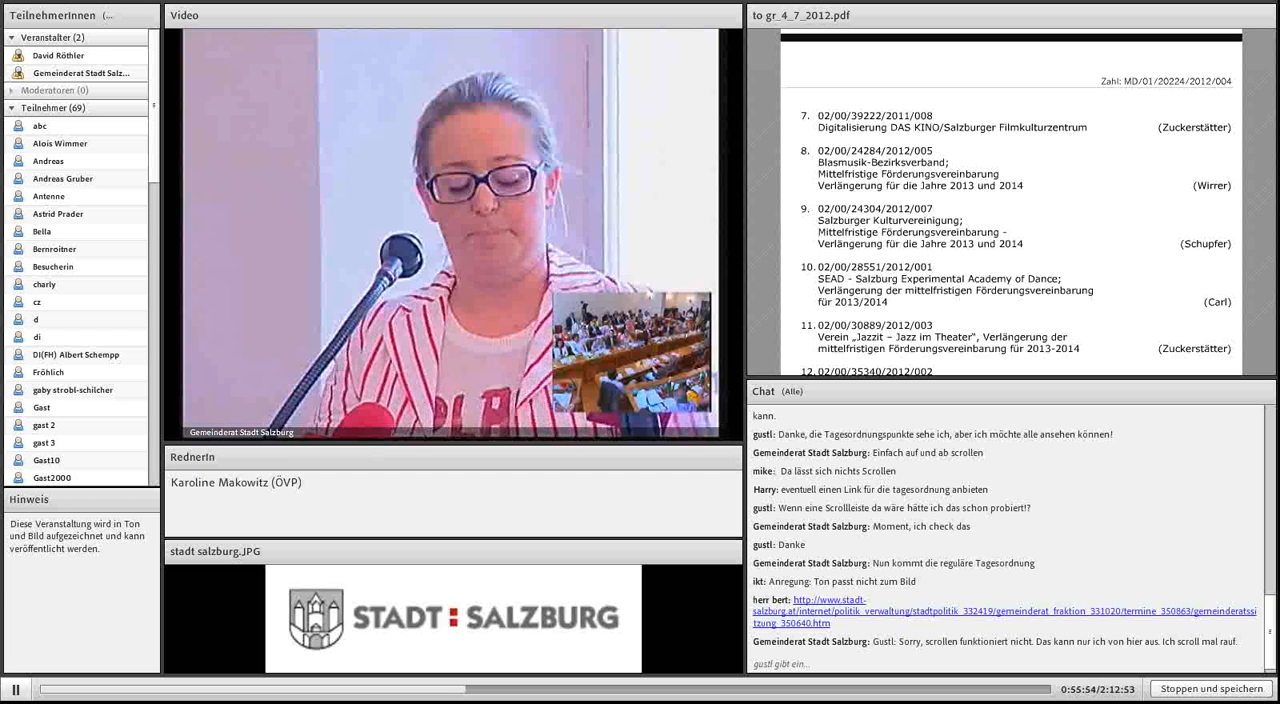 TeilnehmerInnen (...
Veranstalter (2)
David Röthler
Gemeinderat Stadt Salz...
Moderatoren (0)
Teilnehmer (69)
abc
Alois Wimmer
Andreas
Andreas Gruber
Antenne
Astrid Prader
Bella
Bernroitner
Besucherin
charly
cz
d
di
DI(FH) Albert Schempp
Fröhlich
gaby strobl-schilcher
Gast
gast 2
gast 3
Gast10
Gast2000
Hinweis
Diese Veranstaltung wird in Ton
und Bild aufgezeichnet und kann
veröffentlicht werden.
Video
Gemeinderat Stadt Salzburg
RednerIn
Karoline Makowitz (ÖVP)
stadt salzburg.JPG
STADT:SALZBURG
to gr_4_7_2012.pdf
Zahl: MD/01/20224/2012/004
7. 02/00/39222/2011/008
Digitalisierung DAS KINO/Salzburger Filmkulturzentrum (Zuckerstätter)
8. 02/00/24284/2012/005
Blasmusik-Bezirksverband;
Mittelfristige Förderungsvereinbarung
Verlängerung für die Jahre 2013 und 2014 (Wirrer)
9. 02/00/24304/2012/007
Salzburger Kulturvereinigung;
Mittelfristige Förderungsvereinbarung -
Verlängerung für die Jahre 2013 und 2014 (Schupfer)
10. 02/00/28551/2012/001
SEAD - Salzburg Experimental Academy of Dance;
Verlängerung der mittelfristigen Förderungsvereinbarung
für 2013/2014 (Carl)
11. 02/00/30889/2012/003
Verein „Jazzit – Jazz im Theater“, Verlängerung der
mittelfristigen Förderungsvereinbarung für 2013-2014 (Zuckerstätter)
12. 02/00/35340/2012/002
Chat (Alle)
kann.
gustl: Danke, die Tagesordnungspunkte sehe ich, aber ich möchte alle ansehen können!
Gemeinderat Stadt Salzburg: Einfach auf und ab scrollen
mike: Da lässt sich nichts Scrollen
Harry: eventuell einen Link für die tagesordnung anbieten
gustl: Wenn eine Scrollleiste da wäre hätte ich das schon probiert!?
Gemeinderat Stadt Salzburg: Moment, ich check das
gustl: Danke
Gemeinderat Stadt Salzburg: Nun kommt die reguläre Tagesordnung
ikt: Anregung: Ton passt nicht zum Bild
herr bert: http://www.stadt-
salzburg.at/internet/politik_verwaltung/stadtpolitik_332419/gemeinderat_fraktion_331020/termine_350863/gemeinderatssi
tzung_350640.htm
Gemeinderat Stadt Salzburg: Gustl: Sorry, scrollen funktioniert nicht. Das kann nur ich von hier aus. Ich scroll mal rauf.
gustl gibt ein...
0:55:54/2:12:53
Stoppen und speichern